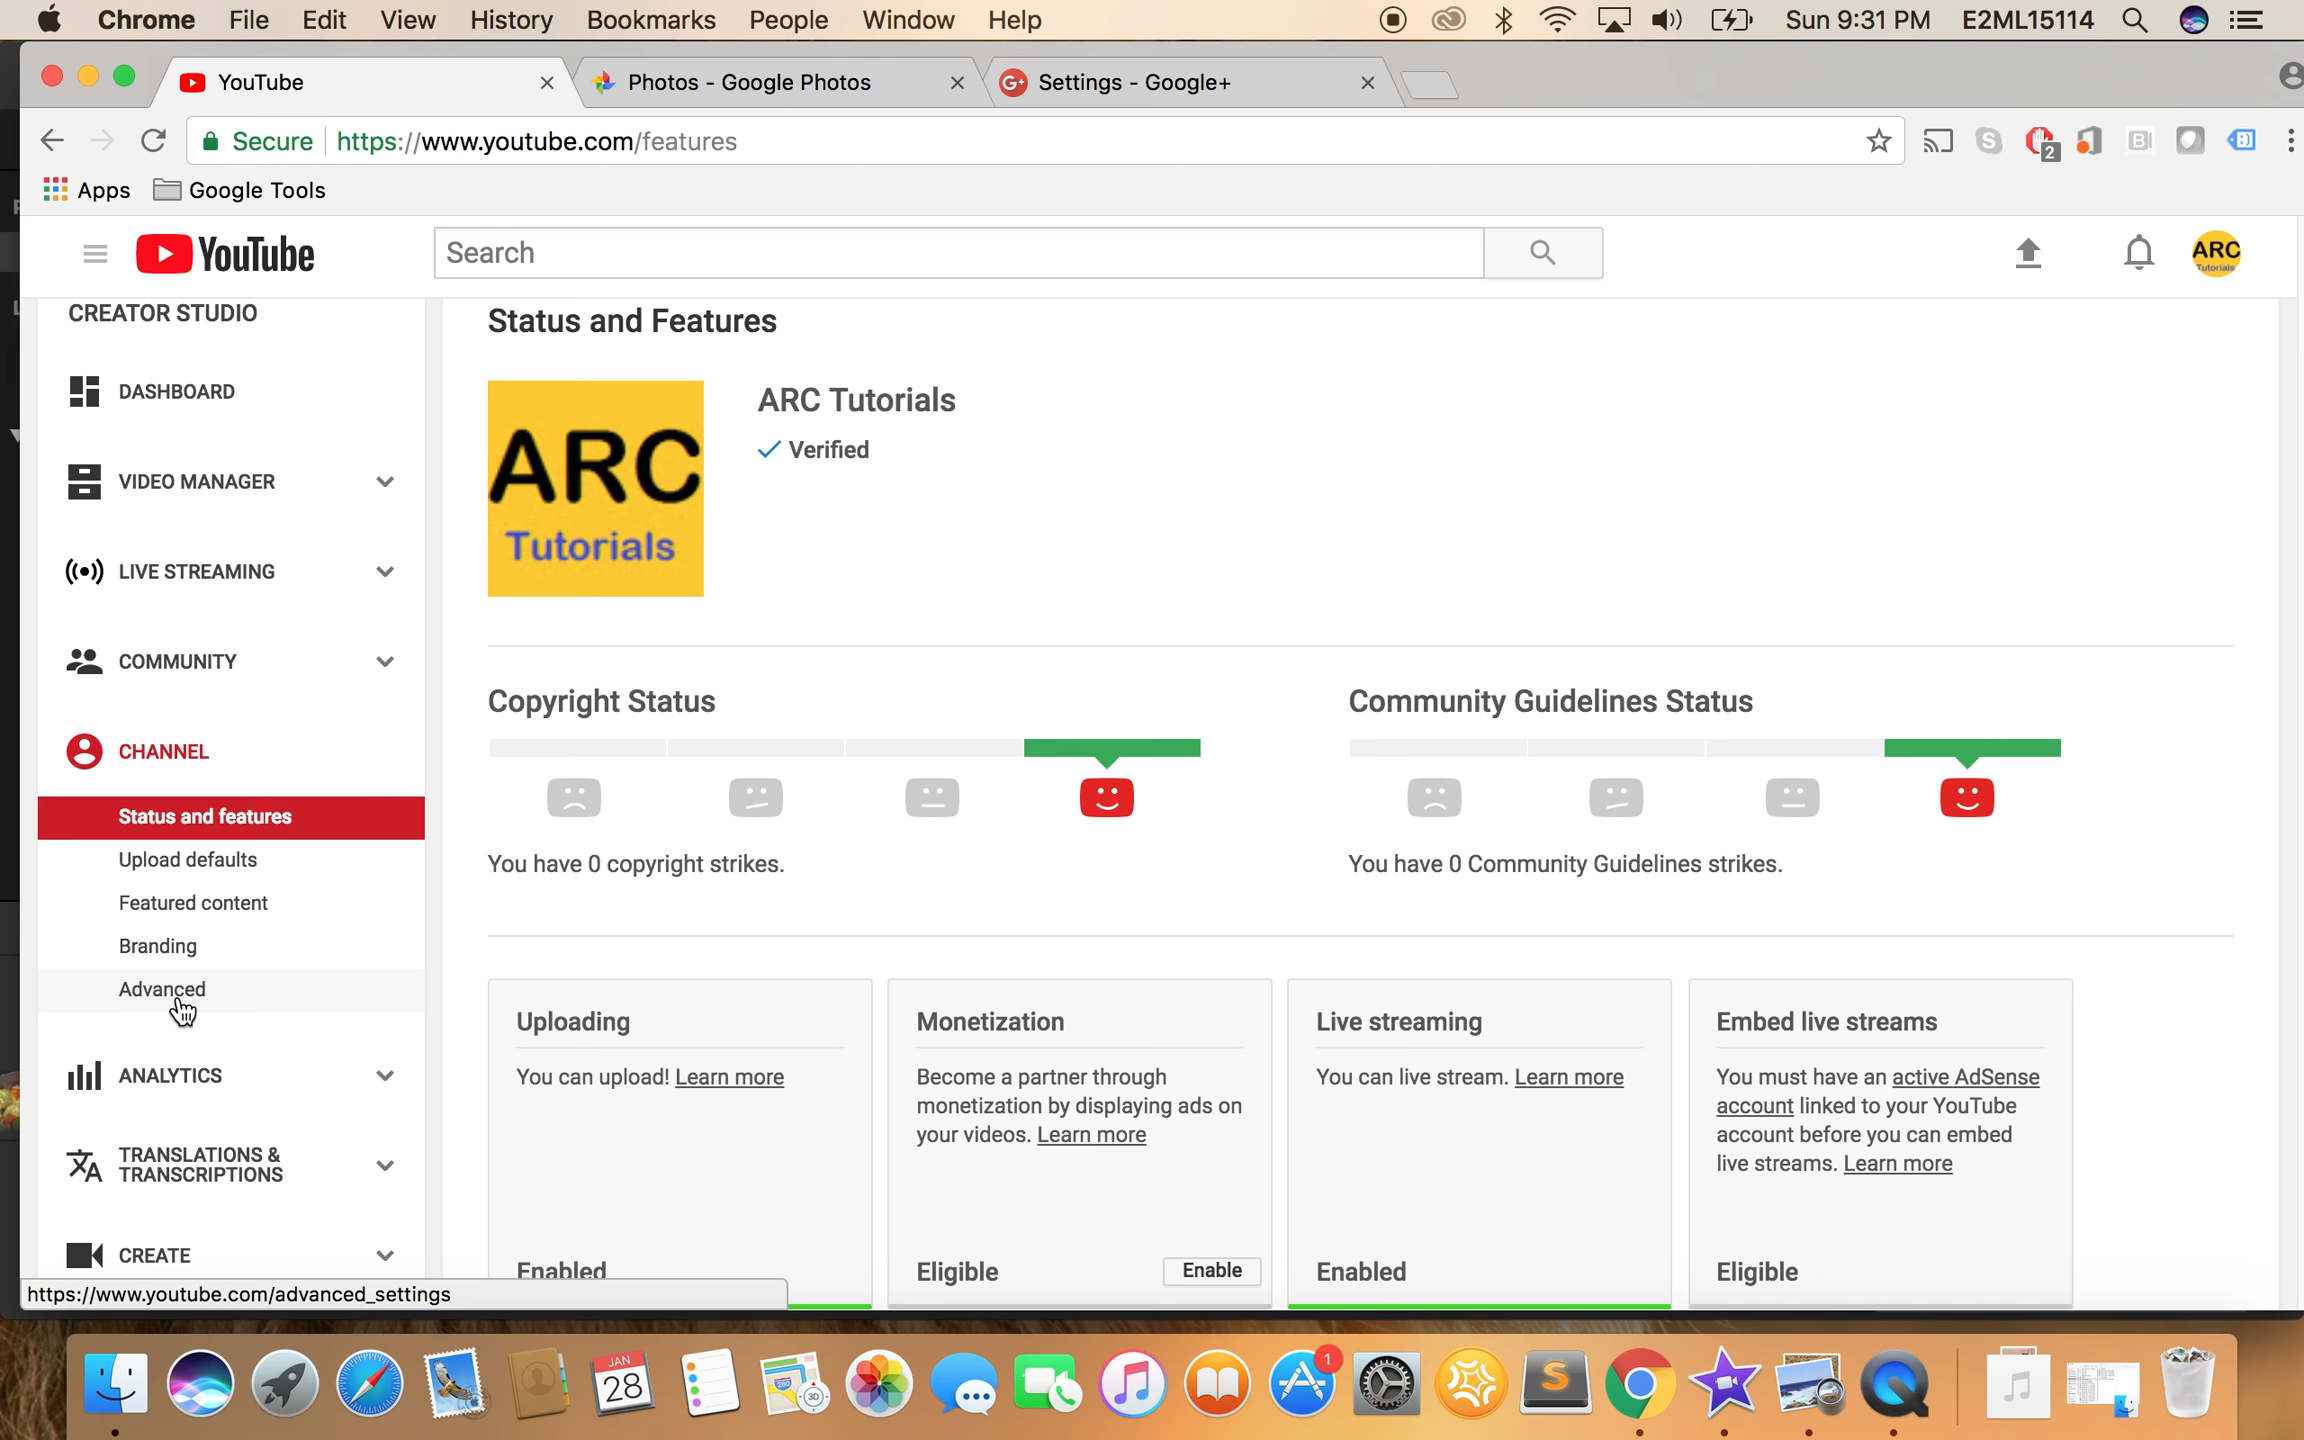 Chrome File Edit View History Bookmarks People Window Help Sun 9:31 PM E2ML15114
YouTube Photos - Google Photos Settings - Google+
Secure https://www.youtube.com/features 2
Apps Google Tools
YouTube Search ARC Tutorials
CREATOR STUDIO
DASHBOARD
VIDEO MANAGER
LIVE STREAMING
COMMUNITY
CHANNEL
Status and features
Upload defaults
Featured content
Branding
Advanced
ANALYTICS
TRANSLATIONS &
TRANSCRIPTIONS
CREATE
https://www.youtube.com/advanced_settings
Status and Features
ARC
Tutorials
ARC Tutorials
Verified
Copyright Status
You have 0 copyright strikes.
Community Guidelines Status
You have 0 Community Guidelines strikes.
Uploading
You can upload! Learn more
Enabled
Monetization
Become a partner through
monetization by displaying ads on
your videos. Learn more
Eligible Enable
Live streaming
You can live stream. Learn more
Enabled
Embed live streams
You must have an active AdSense
account linked to your YouTube
account before you can embed
live streams. Learn more
Eligible
JAN
28
3D
1
S